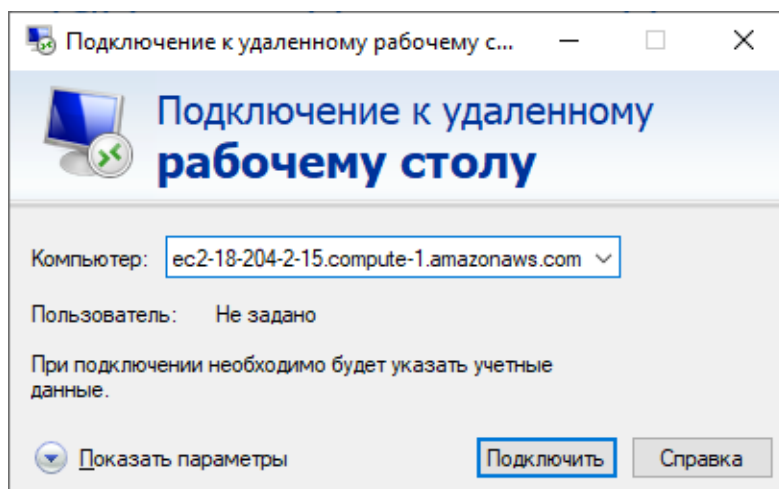 Подключение к удаленному рабочему с...
Подключение к удаленному
рабочему столу
Компьютер: ec2-18-204-2-15.compute-1.amazonaws.com
Пользователь: Не задано
При подключении необходимо будет указать учетные
данные.
Показать параметры Подключить Справка